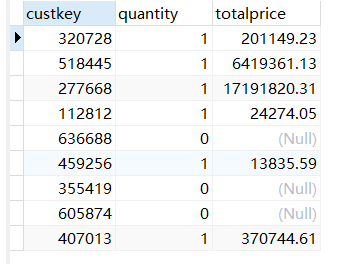 custkey quantity totalprice
320728 1 201149.23
518445 1 6419361.13
277668 1 17191820.31
112812 1 24274.05
636688 0 (Null)
459256 1 13835.59
355419 0 (Null)
605874 0 (Null)
407013 1 370744.61